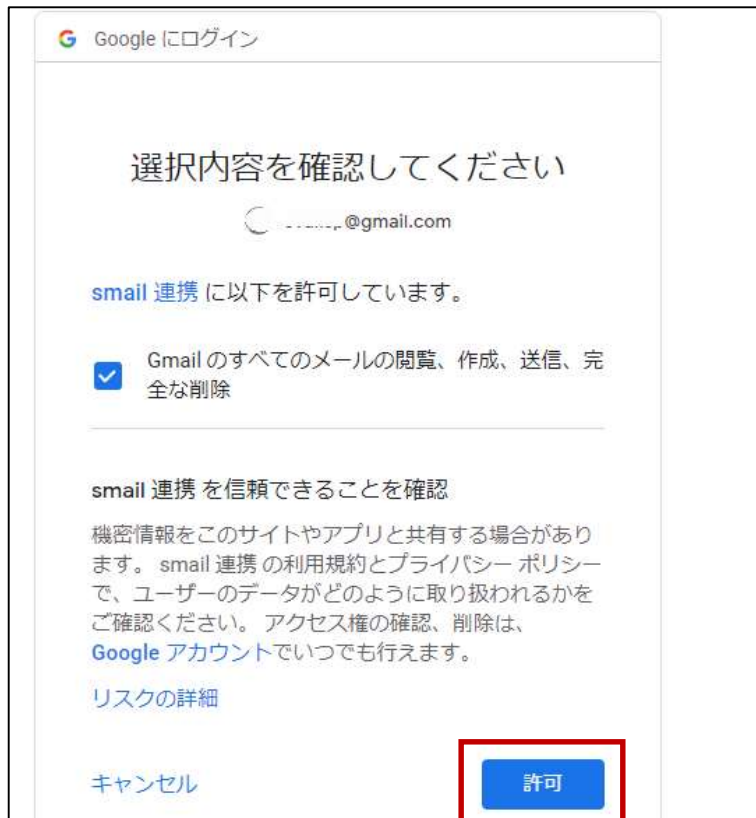 Google にログイン
選択内容を確認してください
@gmail.com
smail 連携 に以下を許可しています。
Gmail のすべてのメールの閲覧、作成、送信、完
全な削除
smail 連携 を信頼できることを確認
機密情報をこのサイトやアプリと共有する場合があり
ます。 smail 連携 の利用規約とプライバシー ポリシー
で、ユーザーのデータがどのように取り扱われるかを
ご確認ください。 アクセス権の確認、削除は、
Google アカウントでいつでも行えます。
リスクの詳細
キャンセル
許可